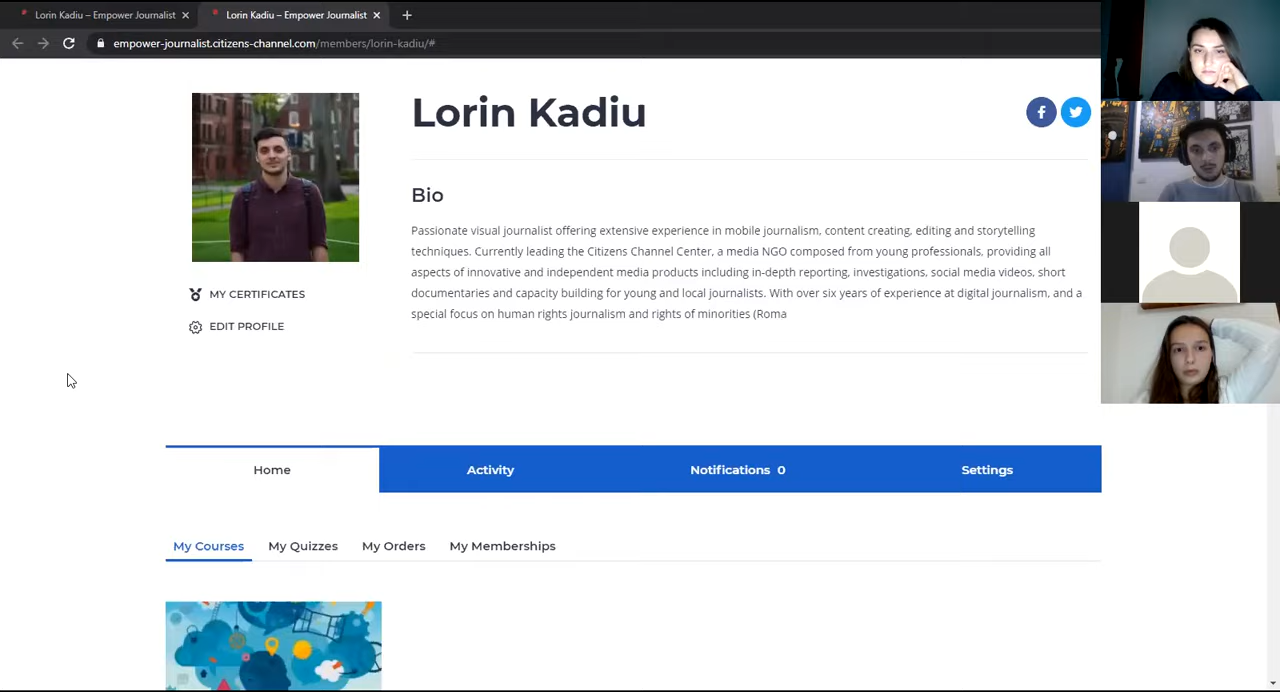 Lorin Kadiu – Empower Journalist
Lorin Kadiu – Empower Journalist
empower-journalist.citizens-channel.com/members/lorin-kadiu/#
Lorin Kadiu
Bio
Passionate visual journalist offering extensive experience in mobile journalism, content creating, editing and storytelling
techniques. Currently leading the Citizens Channel Center, a media NGO composed from young professionals, providing all
aspects of innovative and independent media products including in-depth reporting, investigations, social media videos, short
documentaries and capacity building for young and local journalists. With over six years of experience at digital journalism, and a
special focus on human rights journalism and rights of minorities (Roma
MY CERTIFICATES
EDIT PROFILE
Home Activity Notifications 0 Settings
My Courses My Quizzes My Orders My Memberships